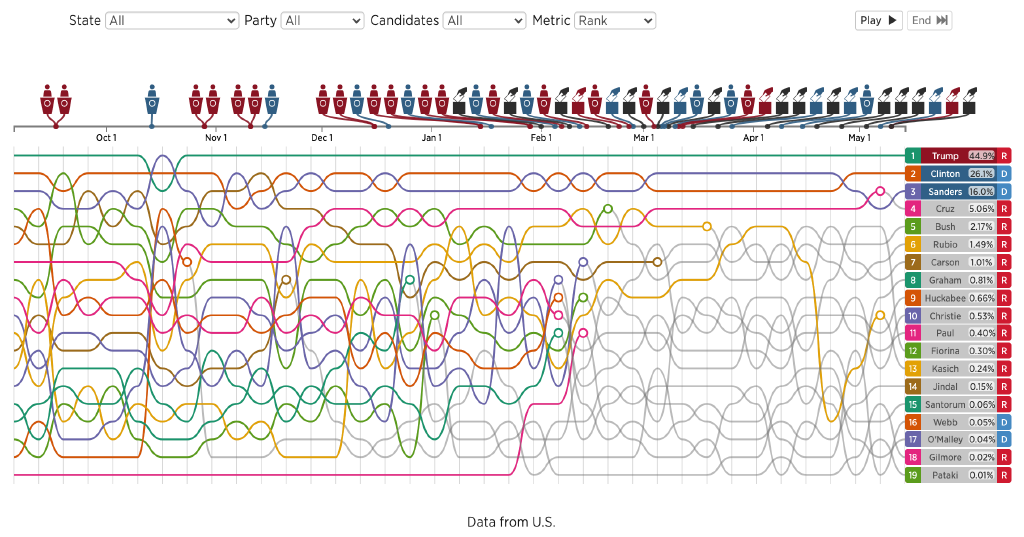 State All Party All Candidates All Metric Rank Play End
Oct 1 Nov 1 Dec 1 Jan 1 Feb 1 Mar 1 Apr 1 May 1
1 Trump 44.9% R
2 Clinton 26.1% D
3 Sanders 16.0% D
4 Cruz 5.06% R
5 Bush 2.17% R
6 Rubio 1.49% R
7 Carson 1.01% R
8 Graham 0.81% R
9 Huckabee 0.66% R
10 Christie 0.53% R
11 Paul 0.40% R
12 Fiorina 0.30% R
13 Kasich 0.24% R
14 Jindal 0.15% R
15 Santorum 0.06% R
16 Webb 0.05% D
17 O'Malley 0.04% D
18 Gilmore 0.02% R
19 Pataki 0.01% R
Data from U.S.